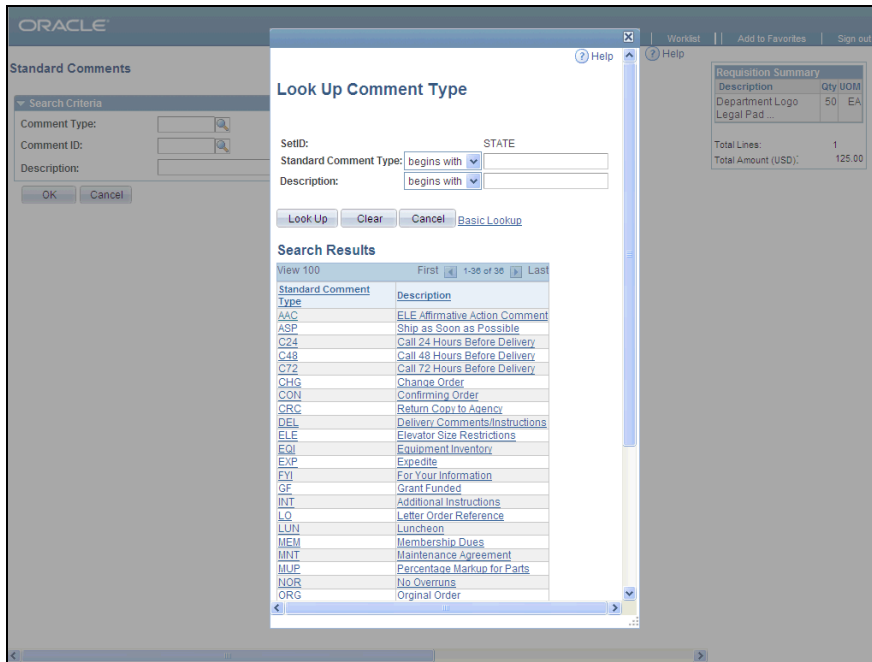 ORACLE
Worklist
Add to Favorites
Sign out
Standard Comments
Search Criteria
Comment Type:
Comment ID:
Description:
OK Cancel
Help
Look Up Comment Type
SetID: STATE
Standard Comment Type: begins with
Description: begins with
Look Up Clear Cancel Basic Lookup
Search Results
View 100 First 1-36 of 36 Last
Standard Comment Type Description
AAC ELE Affirmative Action Comment
ASP Ship as Soon as Possible
C24 Call 24 Hours Before Delivery
C48 Call 48 Hours Before Delivery
C72 Call 72 Hours Before Delivery
CHG Change Order
CON Confirming Order
CRC Return Copy to Agency
DEL Delivery Comments/Instructions
ELE Elevator Size Restrictions
EQI Equipment Inventory
EXP Expedite
FYI For Your Information
GF Grant Funded
INT Additional Instructions
LO Letter Order Reference
LUN Luncheon
MEM Membership Dues
MNT Maintenance Agreement
MUP Percentage Markup for Parts
NOR No Overruns
ORG Orginal Order
Help
Requisition Summary
Description Qty UOM
Department Logo Legal Pad ... 50 EA
Total Lines: 1
Total Amount (USD): 125.00